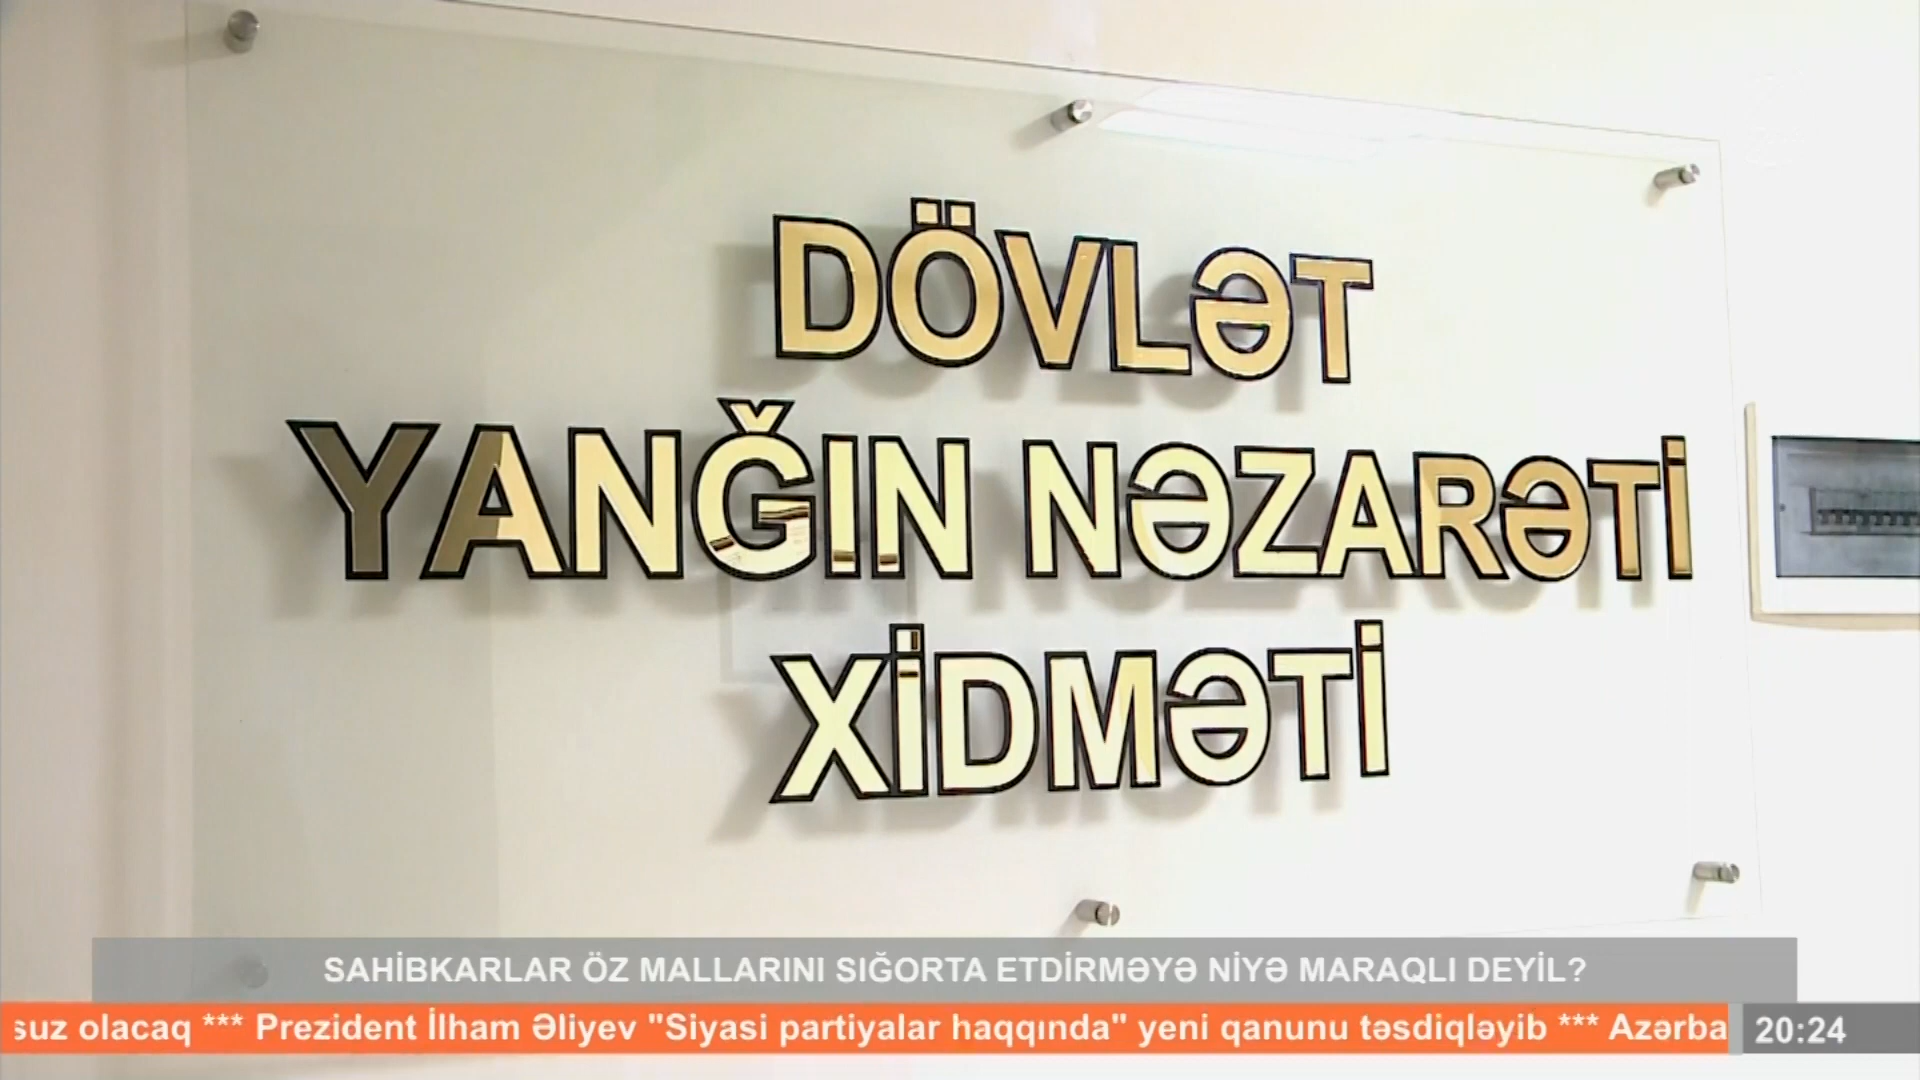 DÖVLƏT
YANĞIN NƏZARƏTİ
XİDMƏTİ
SAHİBKARLAR ÖZ MALLARINI SIĞORTA ETDİRMƏYƏ NİYƏ MARAQLI DEYİL?
suz olacaq *** Prezident İlham Əliyev "Siyasi partiyalar haqqında" yeni qanunu təsdiqləyib *** Azərba
20:24